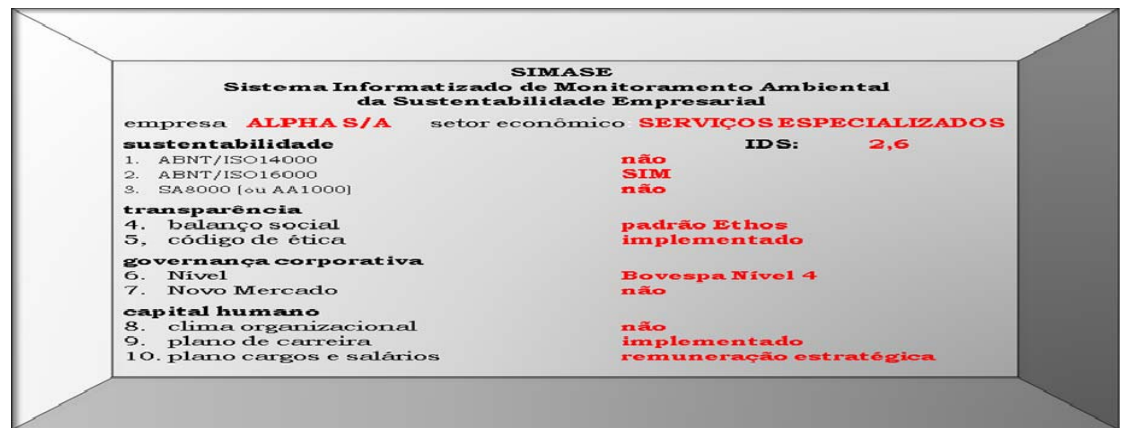 SIMASE
Sistema Informatizado de Monitoramento Ambiental
da Sustentabilidade Empresarial
empresa ALPHA S/A setor econômico SERVIÇOS ESPECIALIZADOS
sustentabilidade IDS: 2,6
1. ABNT/ISO14000 não
2. ABNT/ISO16000 SIM
3. SA8000 [ou AA1000] não
transparência
4. balanço social padrão Ethos
5, código de ética implementado
governança corporativa
6. Nível Bovespa Nível 4
7. Novo Mercado não
capital humano
8. clima organizacional não
9. plano de carreira implementado
10. plano cargos e salários remuneração estratégica